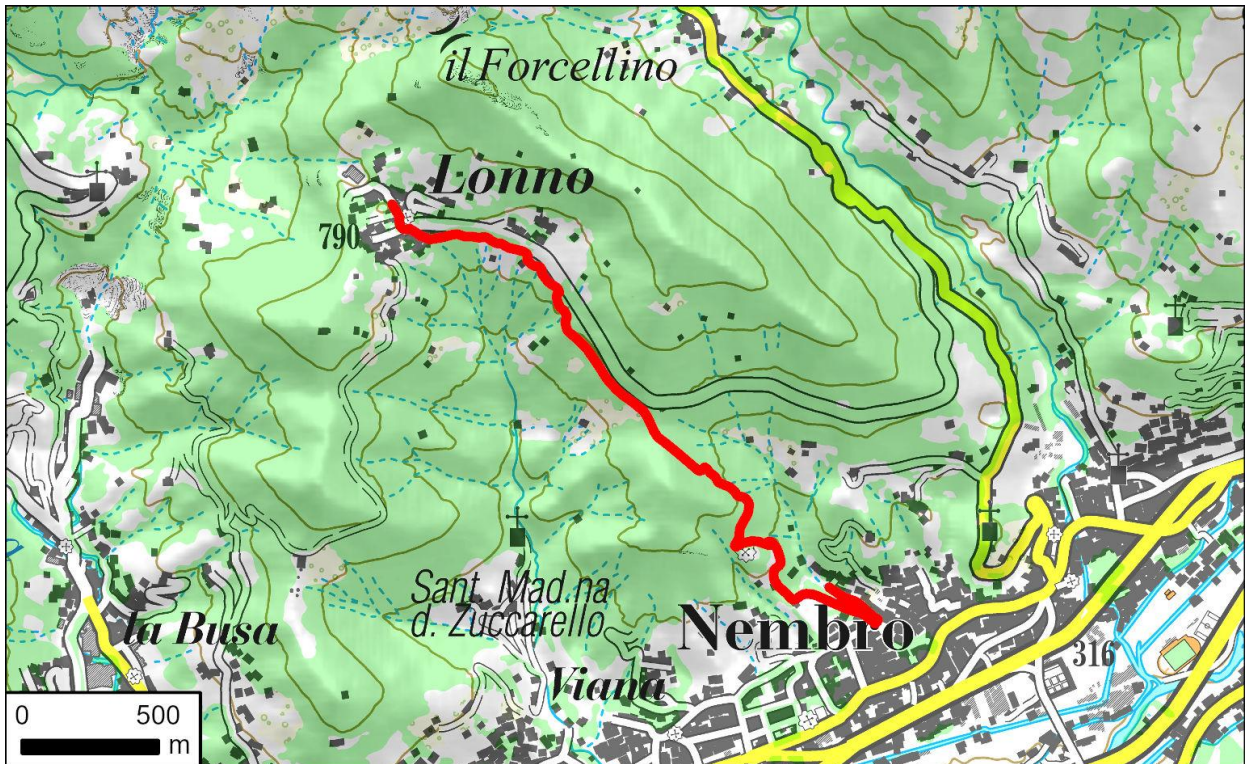 il Forcellino
Lonno
790
Sant. Mad.na
d. Zuccarello
Nembro
la Busa
316
Viana
0 500
m